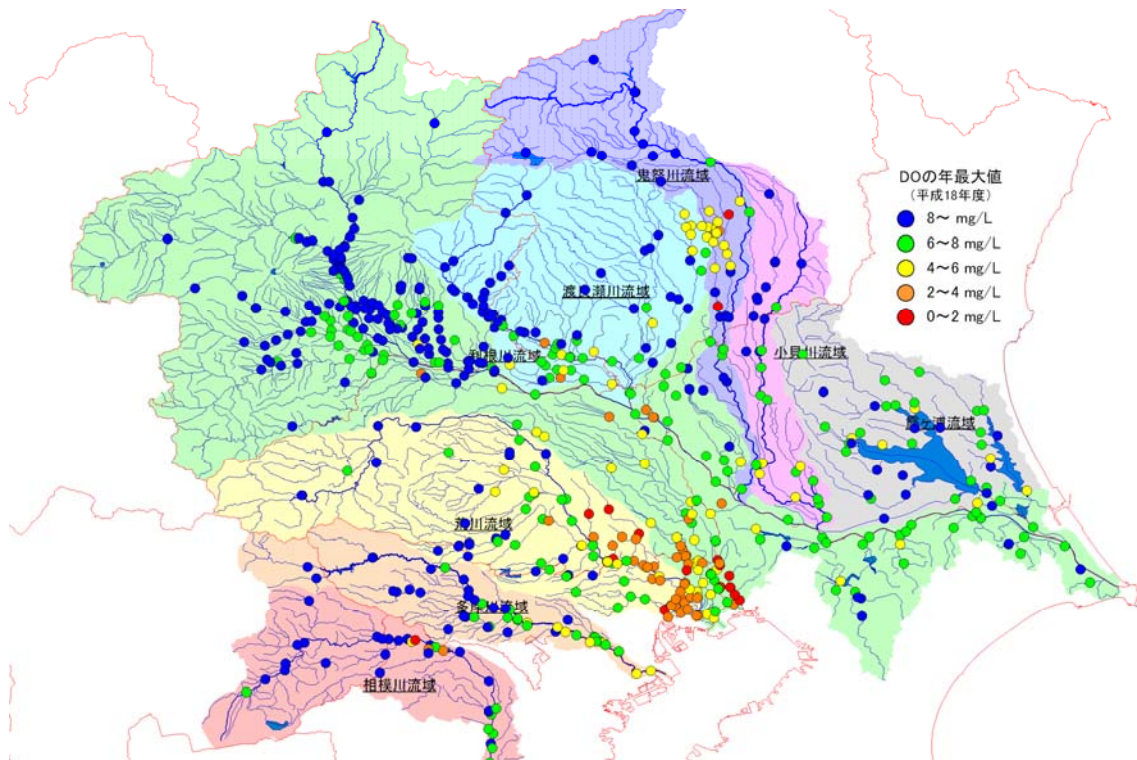 鬼怒川流域
DOの年最大値
(平成18年度)
8～ mg/L
6～8 mg/L
4～6 mg/L
2～4 mg/L
0～2 mg/L
渡良瀬川流域
利根川流域
小貝川流域
霞ヶ浦流域
荒川流域
多摩川流域
相模川流域